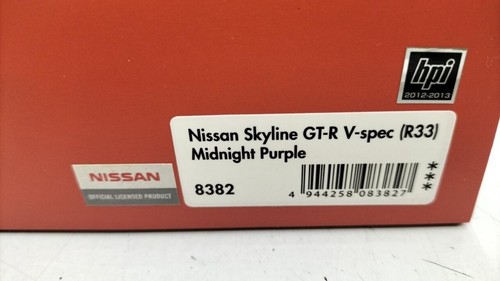 hpi
2012-2013
Nissan Skyline GT-R V-spec (R33)
Midnight Purple
8382
4 944258 083827
***
NISSAN
OFFICIAL LICENSED PRODUCT